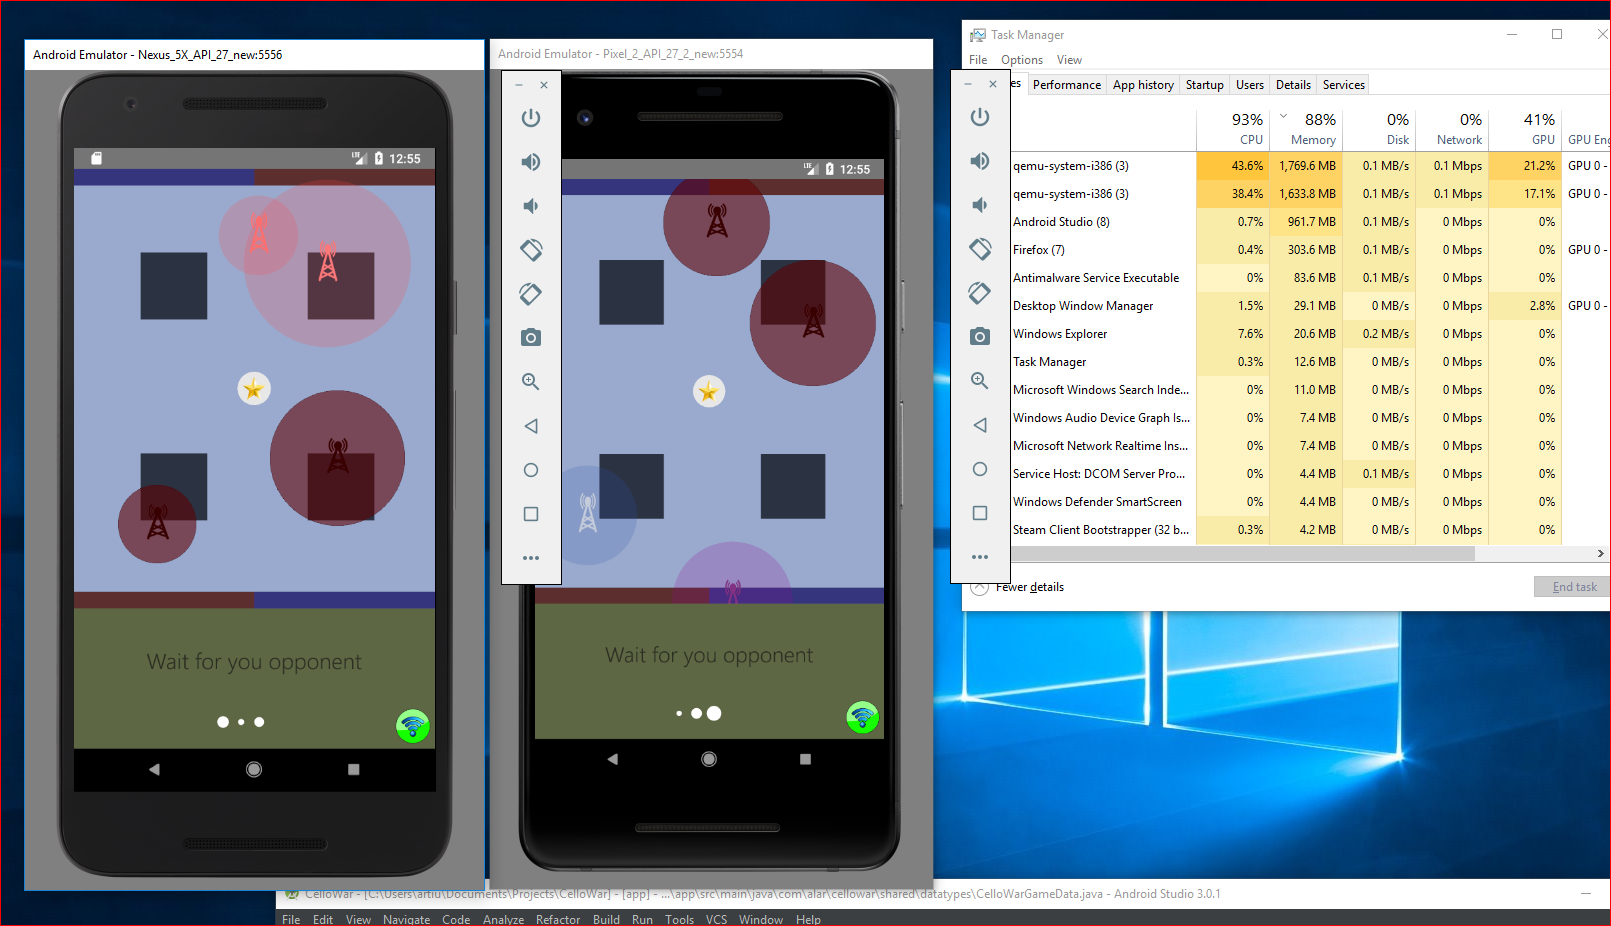 Android Emulator - Nexus_5X_API_27_new:5556
LTE 12:55
Wait for you opponent
Android Emulator - Pixel_2_API_27_2_new:5554
LTE 12:55
Wait for you opponent
Task Manager
File Options View
es Performance App history Startup Users Details Services
93% 88% 0% 0% 41%
CPU Memory Disk Network GPU GPU Eng
qemu-system-i386 (3) 43.6% 1,769.6 MB 0.1 MB/s 0.1 Mbps 21.2% GPU 0 -
qemu-system-i386 (3) 38.4% 1,633.8 MB 0.1 MB/s 0.1 Mbps 17.1% GPU 0 -
Android Studio (8) 0.7% 961.7 MB 0.1 MB/s 0 Mbps 0%
Firefox (7) 0.4% 303.6 MB 0.1 MB/s 0 Mbps 0% GPU 0 -
Antimalware Service Executable 0% 83.6 MB 0.1 MB/s 0 Mbps 0%
Desktop Window Manager 1.5% 29.1 MB 0 MB/s 0 Mbps 2.8% GPU 0 -
Windows Explorer 7.6% 20.6 MB 0.2 MB/s 0 Mbps 0%
Task Manager 0.3% 12.6 MB 0 MB/s 0 Mbps 0%
Microsoft Windows Search Inde... 0% 11.0 MB 0 MB/s 0 Mbps 0%
Windows Audio Device Graph Is... 0% 7.4 MB 0 MB/s 0 Mbps 0%
Microsoft Network Realtime Ins... 0% 7.4 MB 0 MB/s 0 Mbps 0%
Service Host: DCOM Server Pro... 0% 4.4 MB 0.1 MB/s 0 Mbps 0%
Windows Defender SmartScreen 0% 4.4 MB 0 MB/s 0 Mbps 0%
Steam Client Bootstrapper (32 b... 0.3% 4.2 MB 0 MB/s 0 Mbps 0%
Fewer details End task
CelloWar - [C:\Users\artiu\Documents\Projects\CelloWar] - [app] - ...\app\src\main\java\com\alar\cellowar\shared\datatypes\CelloWarGameData.java - Android Studio 3.0.1
File Edit View Navigate Code Analyze Refactor Build Run Tools VCS Window Help